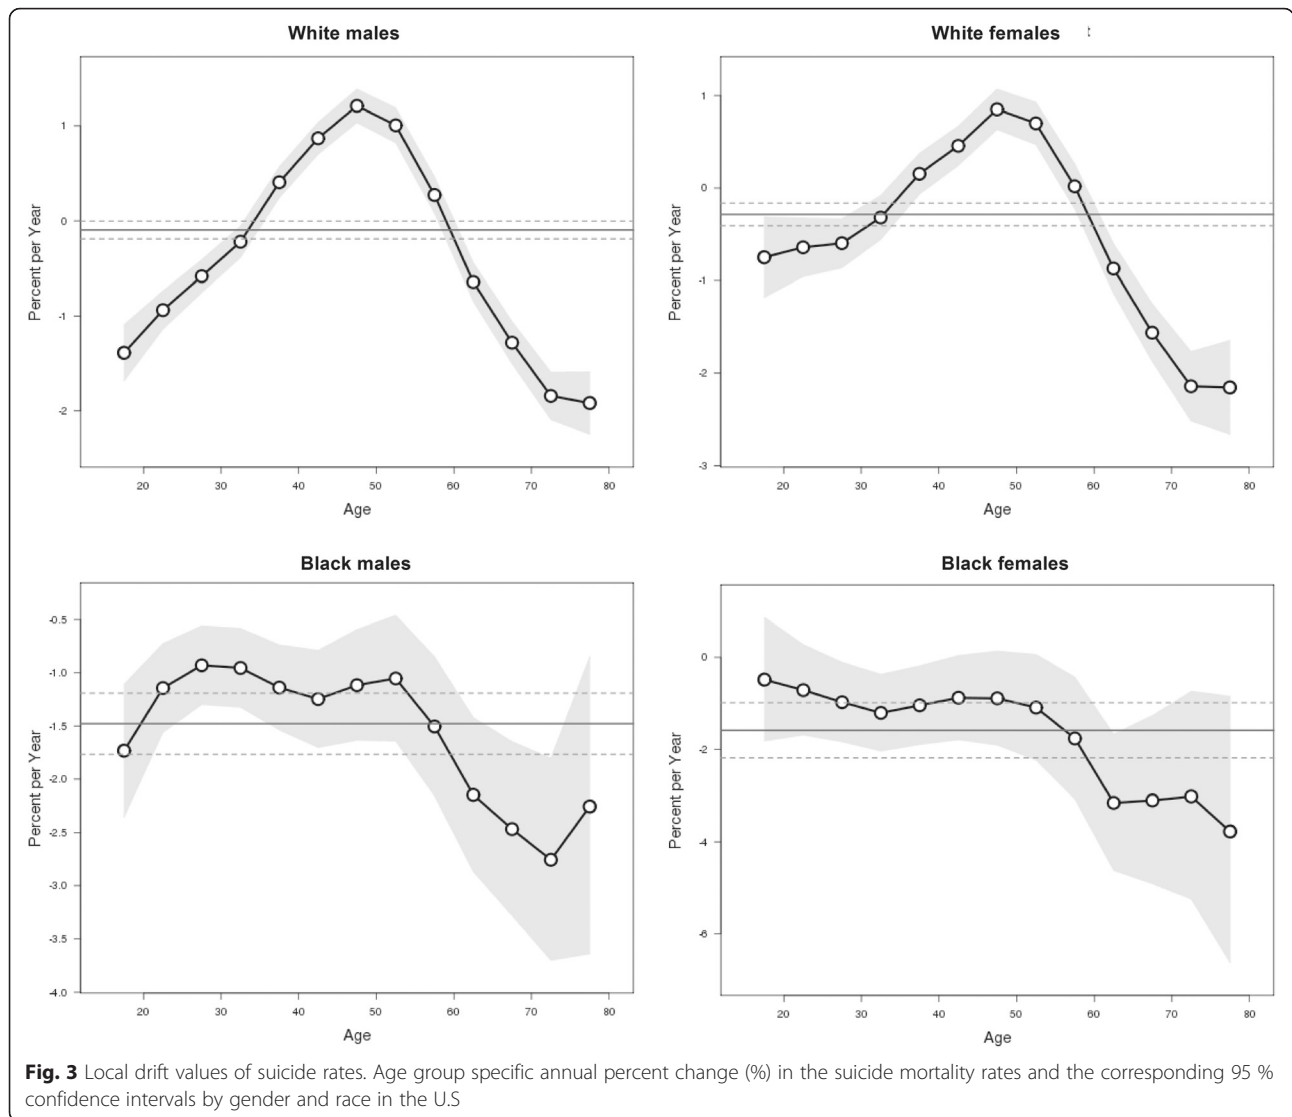 White males
White females
Percent per Year
1
0
-1
-2
20 30 40 50 60 70 80
Age
Percent per Year
1
0
-1
-2
-3
20 30 40 50 60 70 80
Age
Black males
Black females
Percent per Year
-0.5
-1.0
-1.5
-2.0
-2.5
-3.0
-3.5
-4.0
20 30 40 50 60 70 80
Age
Percent per Year
0
-2
-4
-6
20 30 40 50 60 70 80
Age
Fig. 3 Local drift values of suicide rates. Age group specific annual percent change (%) in the suicide mortality rates and the corresponding 95 %
confidence intervals by gender and race in the U.S